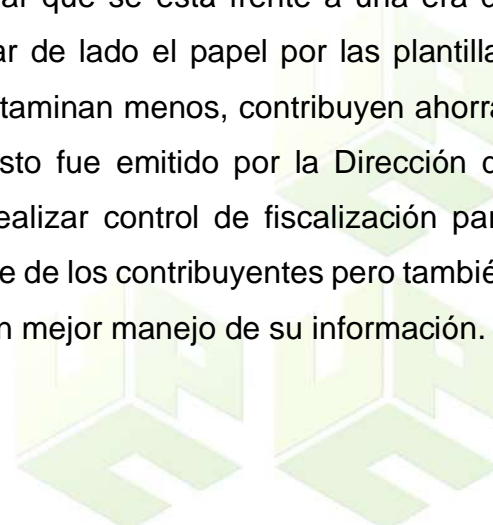 que se está frente a una era
de lado el papel por las
menos, contribuyen
fue emitido por la Dirección
realizar control de fiscalización
de los contribuyentes pero
mejor manejo de su información.